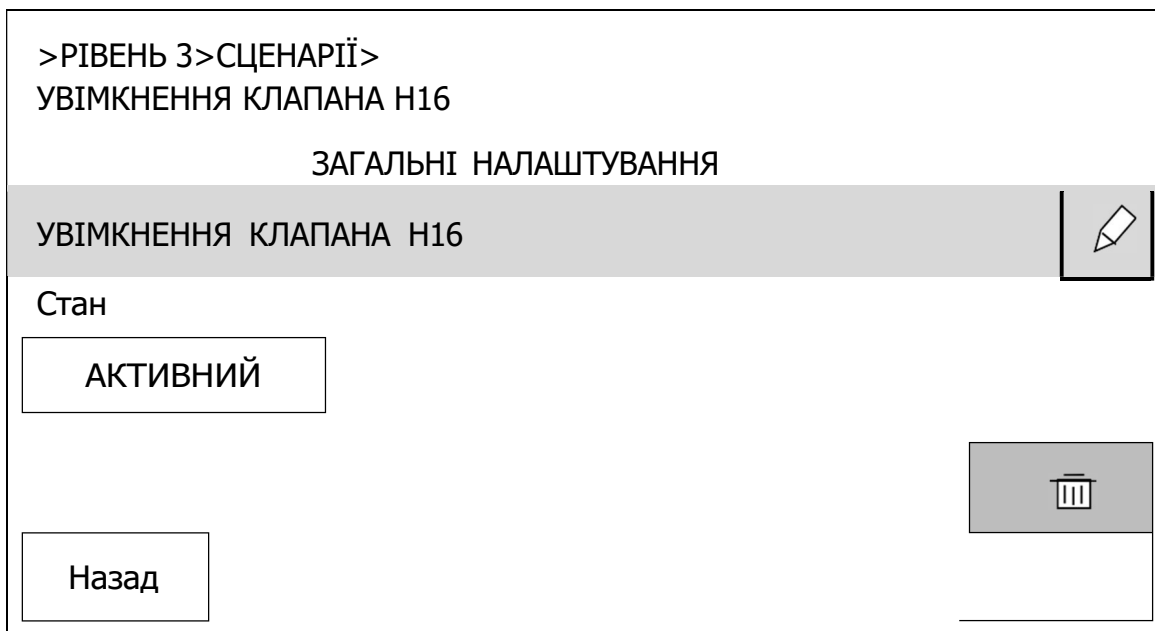 >РІВЕНЬ 3>СЦЕНАРІЇ>
УВІМКНЕННЯ КЛАПАНА Н16
ЗАГАЛЬНІ НАЛАШТУВАННЯ
УВІМКНЕННЯ КЛАПАНА Н16
Стан
АКТИВНИЙ
Назад